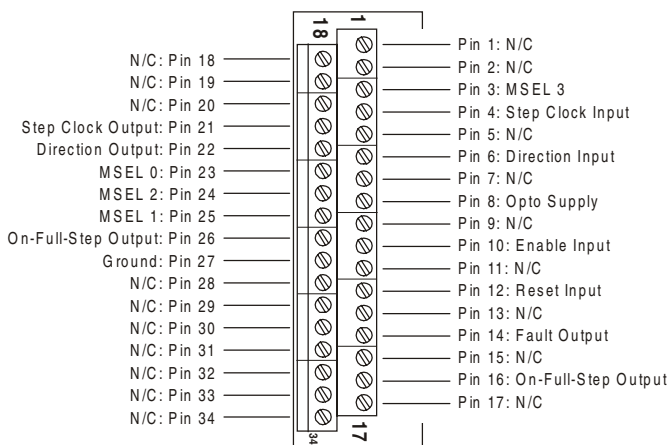 18 1
N/C: Pin 18
N/C: Pin 19
N/C: Pin 20
Step Clock Output: Pin 21
Direction Output: Pin 22
MSEL 0: Pin 23
MSEL 2: Pin 24
MSEL 1: Pin 25
On-Full-Step Output: Pin 26
Ground: Pin 27
N/C: Pin 28
N/C: Pin 29
N/C: Pin 30
N/C: Pin 31
N/C: Pin 32
N/C: Pin 33
N/C: Pin 34
Pin 1: N/C
Pin 2: N/C
Pin 3: MSEL 3
Pin 4: Step Clock Input
Pin 5: N/C
Pin 6: Direction Input
Pin 7: N/C
Pin 8: Opto Supply
Pin 9: N/C
Pin 10: Enable Input
Pin 11: N/C
Pin 12: Reset Input
Pin 13: N/C
Pin 14: Fault Output
Pin 15: N/C
Pin 16: On-Full-Step Output
Pin 17: N/C
34 17